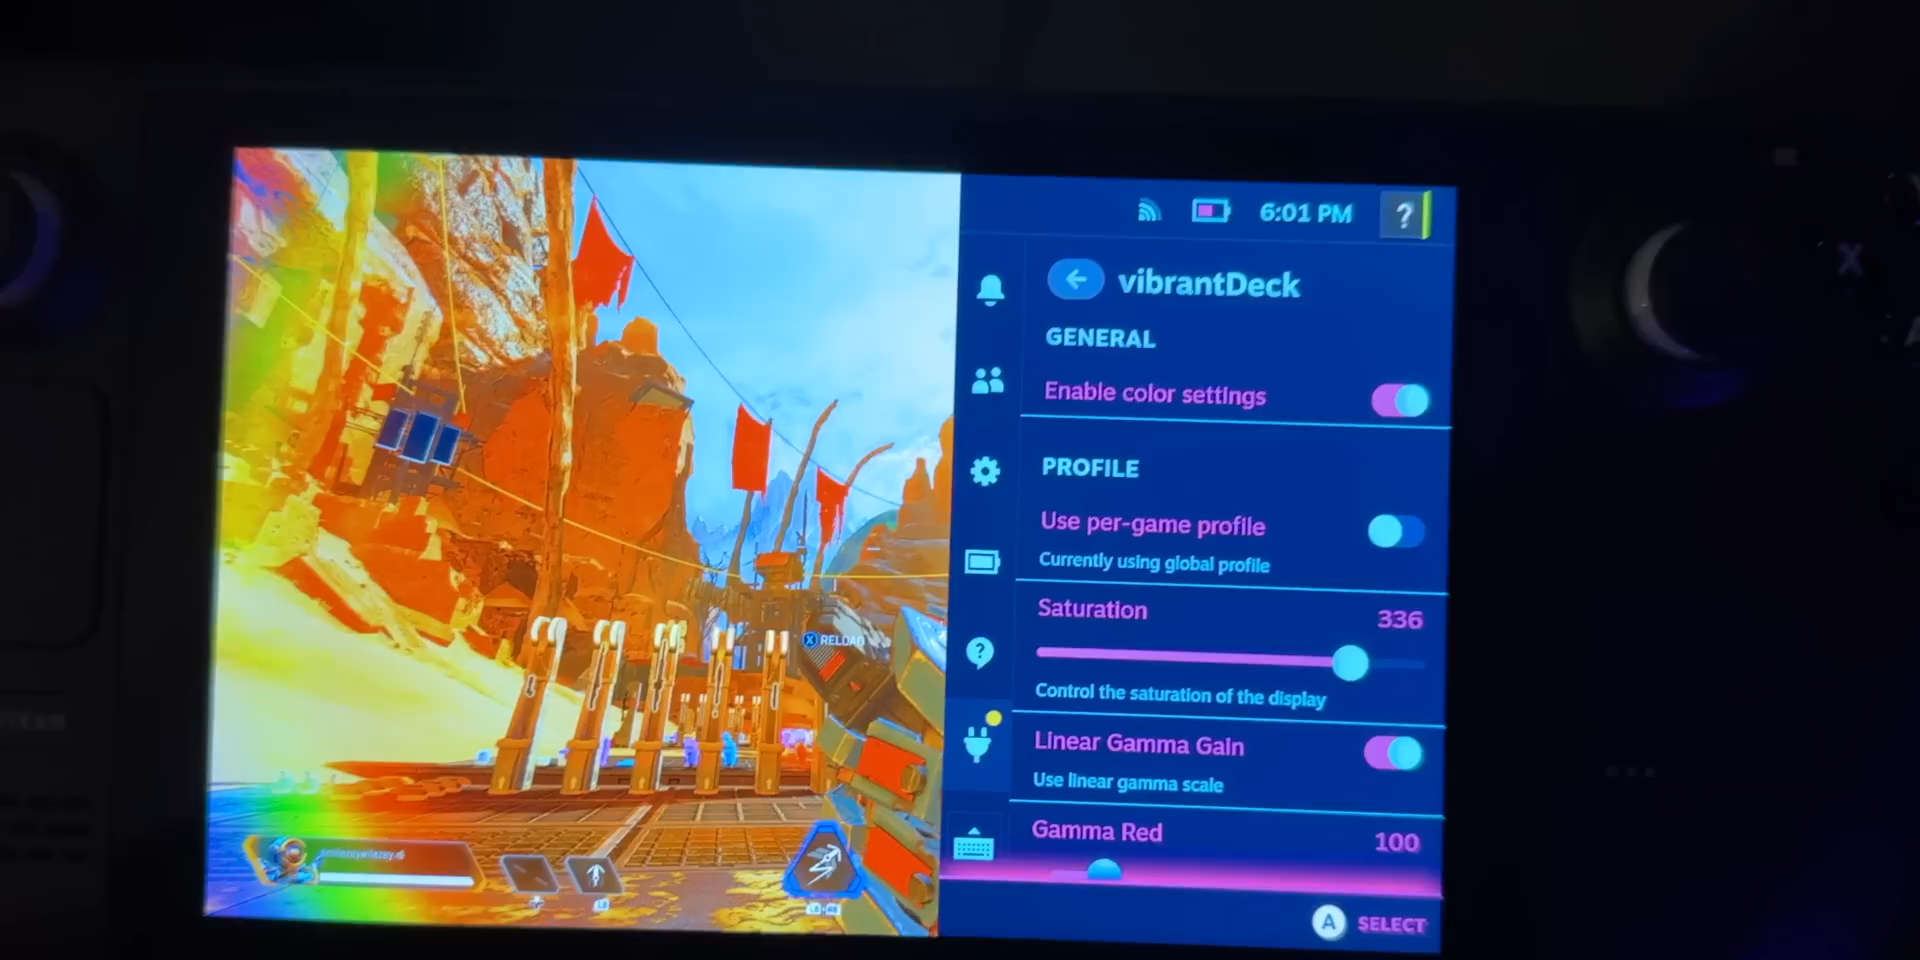 6:01 PM
?
vibrantDeck
GENERAL
Enable color settings
PROFILE
Use per-game profile
Currently using global profile
Saturation
336
Control the saturation of the display
?
Linear Gamma Gain
Use linear gamma scale
Gamma Red
100
A SELECT
X RELOAD
LB
X